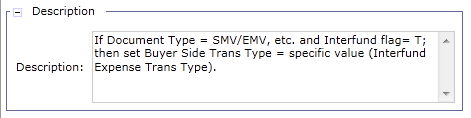 Description
Description:
If Document Type = SMV/EMV, etc. and Interfund flag= T;
then set Buyer Side Trans Type = specific value (Interfund
Expense Trans Type).